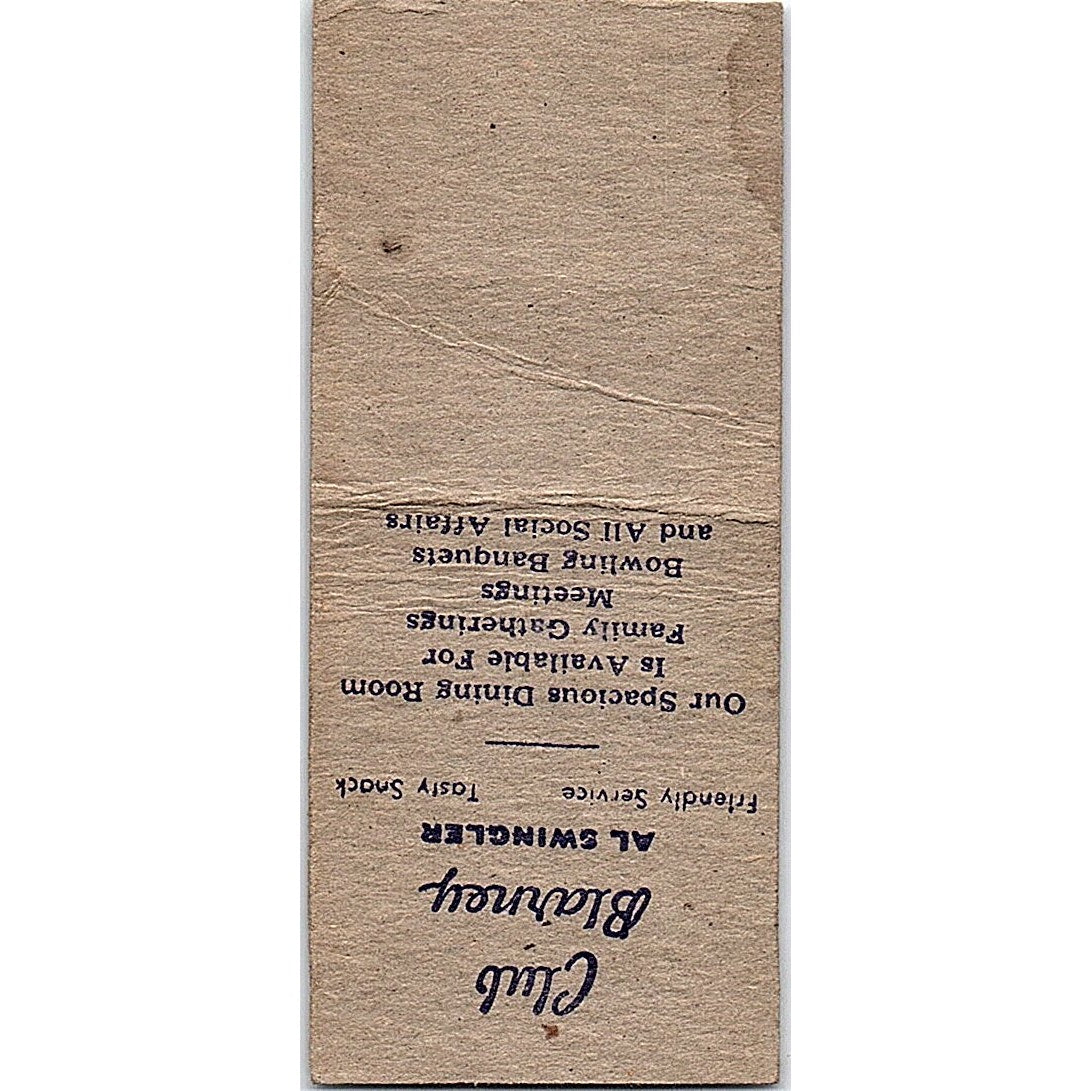 Club
Blarney
AL SWINGLER
Friendly Service Tasty Snack
Our Spacious Dining Room
Is Available For
Family Gatherings
Meetings
Bowling Banquets
and All Social Affairs